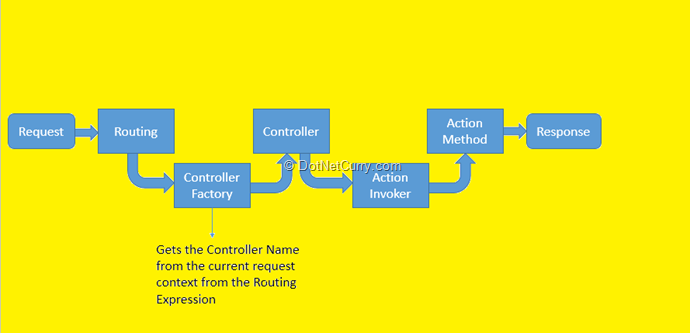 Request
Routing
Controller
Factory
Controller
Action
Invoker
Action
Method
Response
© DotNetCurry.com
Gets the Controller Name
from the current request
context from the Routing
Expression